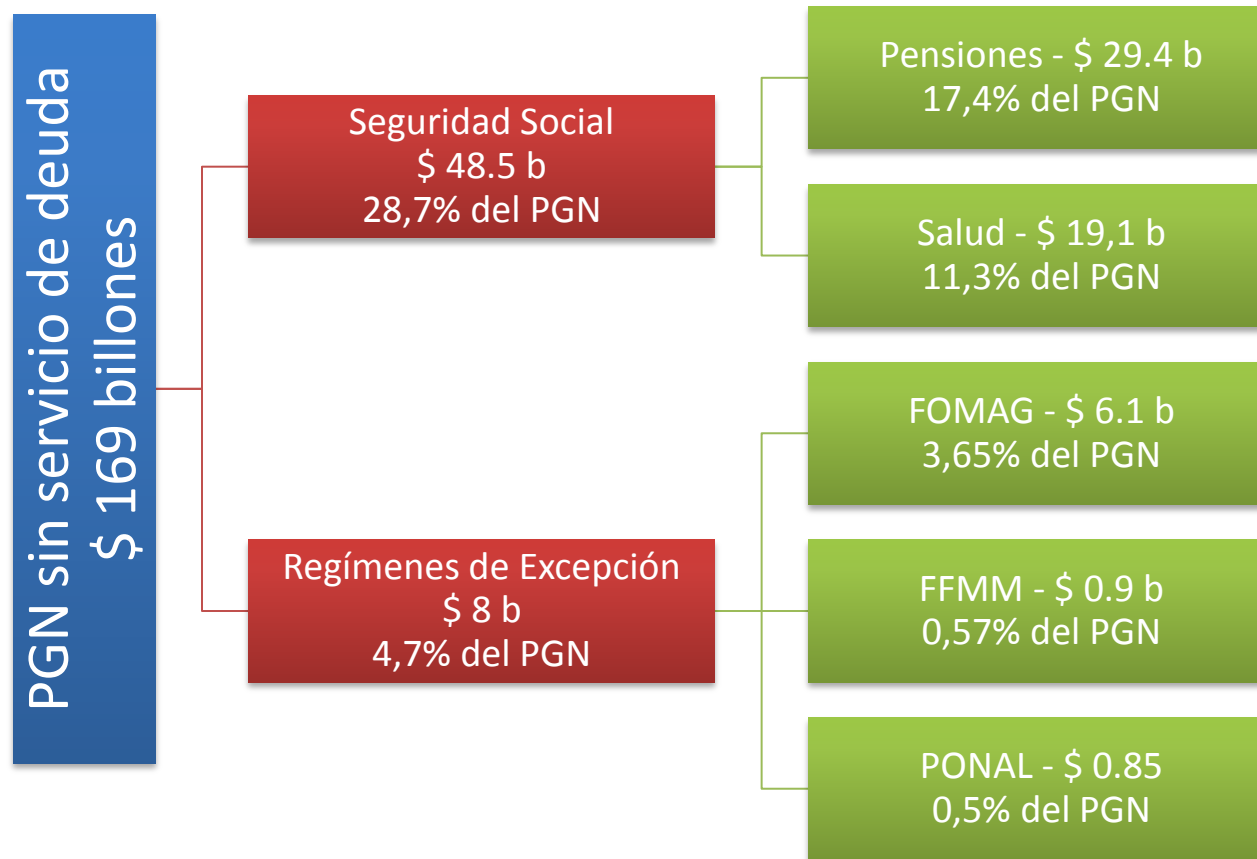 PGN sin servicio de deuda
$ 169 billones
Seguridad Social
$ 48.5 b
28,7% del PGN
Pensiones - $ 29.4 b
17,4% del PGN
Salud - $ 19,1 b
11,3% del PGN
Regímenes de Excepción
$ 8 b
4,7% del PGN
FOMAG - $ 6.1 b
3,65% del PGN
FFMM - $ 0.9 b
0,57% del PGN
PONAL - $ 0.85
0,5% del PGN